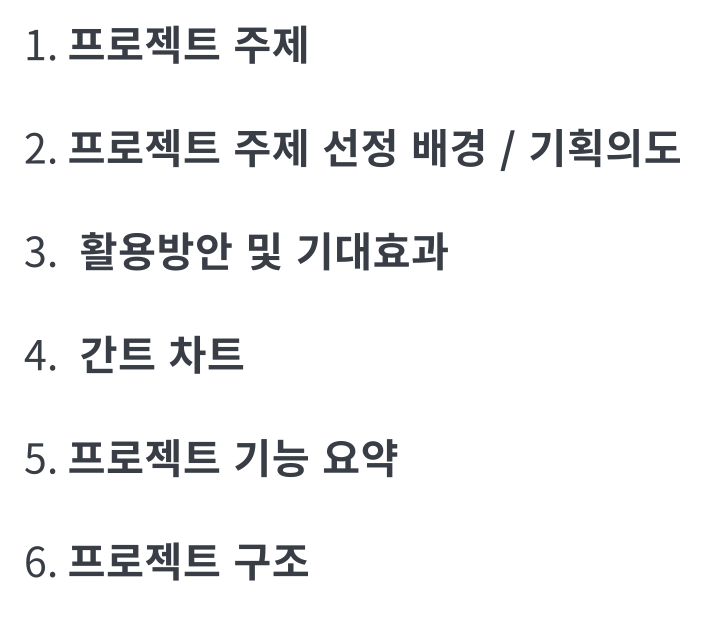 1. 프로젝트 주제
2. 프로젝트 주제 선정 배경 / 기획의도
3. 활용방안 및 기대효과
4. 간트 차트
5. 프로젝트 기능 요약
6. 프로젝트 구조